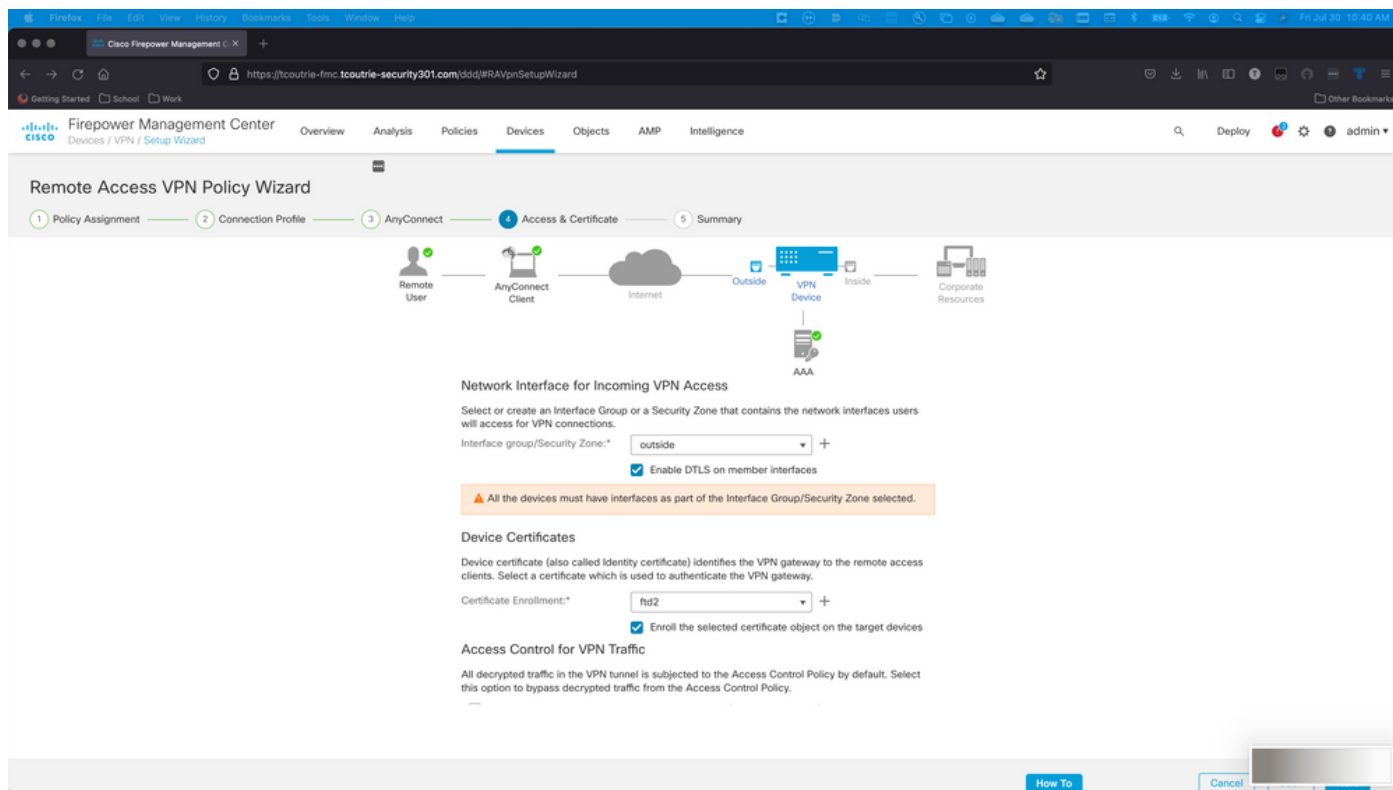 Firefox File Edit View History Bookmarks Tools Window Help Fri Jul 30 10:40 AM
Cisco Firepower Management C
https://tcoutrie-fmc.tcoutrie-security301.com/ddd/#RAVpnSetupWizard
Getting Started School Work Other Bookmarks
CISCO Firepower Management Center Overview Analysis Policies Devices Objects AMP Intelligence Deploy admin
Devices / VPN / Setup Wizard
Remote Access VPN Policy Wizard
1 Policy Assignment 2 Connection Profile 3 AnyConnect 4 Access & Certificate 5 Summary
Remote User
AnyConnect Client
Internet
Outside
VPN Device
Inside
Corporate Resources
AAA
Network Interface for Incoming VPN Access
Select or create an Interface Group or a Security Zone that contains the network interfaces users
will access for VPN connections.
Interface group/Security Zone:* outside
Enable DTLS on member interfaces
All the devices must have interfaces as part of the Interface Group/Security Zone selected.
Device Certificates
Device certificate (also called Identity certificate) identifies the VPN gateway to the remote access
clients. Select a certificate which is used to authenticate the VPN gateway.
Certificate Enrollment:* ftd2
Enroll the selected certificate object on the target devices
Access Control for VPN Traffic
All decrypted traffic in the VPN tunnel is subjected to the Access Control Policy by default. Select
this option to bypass decrypted traffic from the Access Control Policy.
How To Cancel